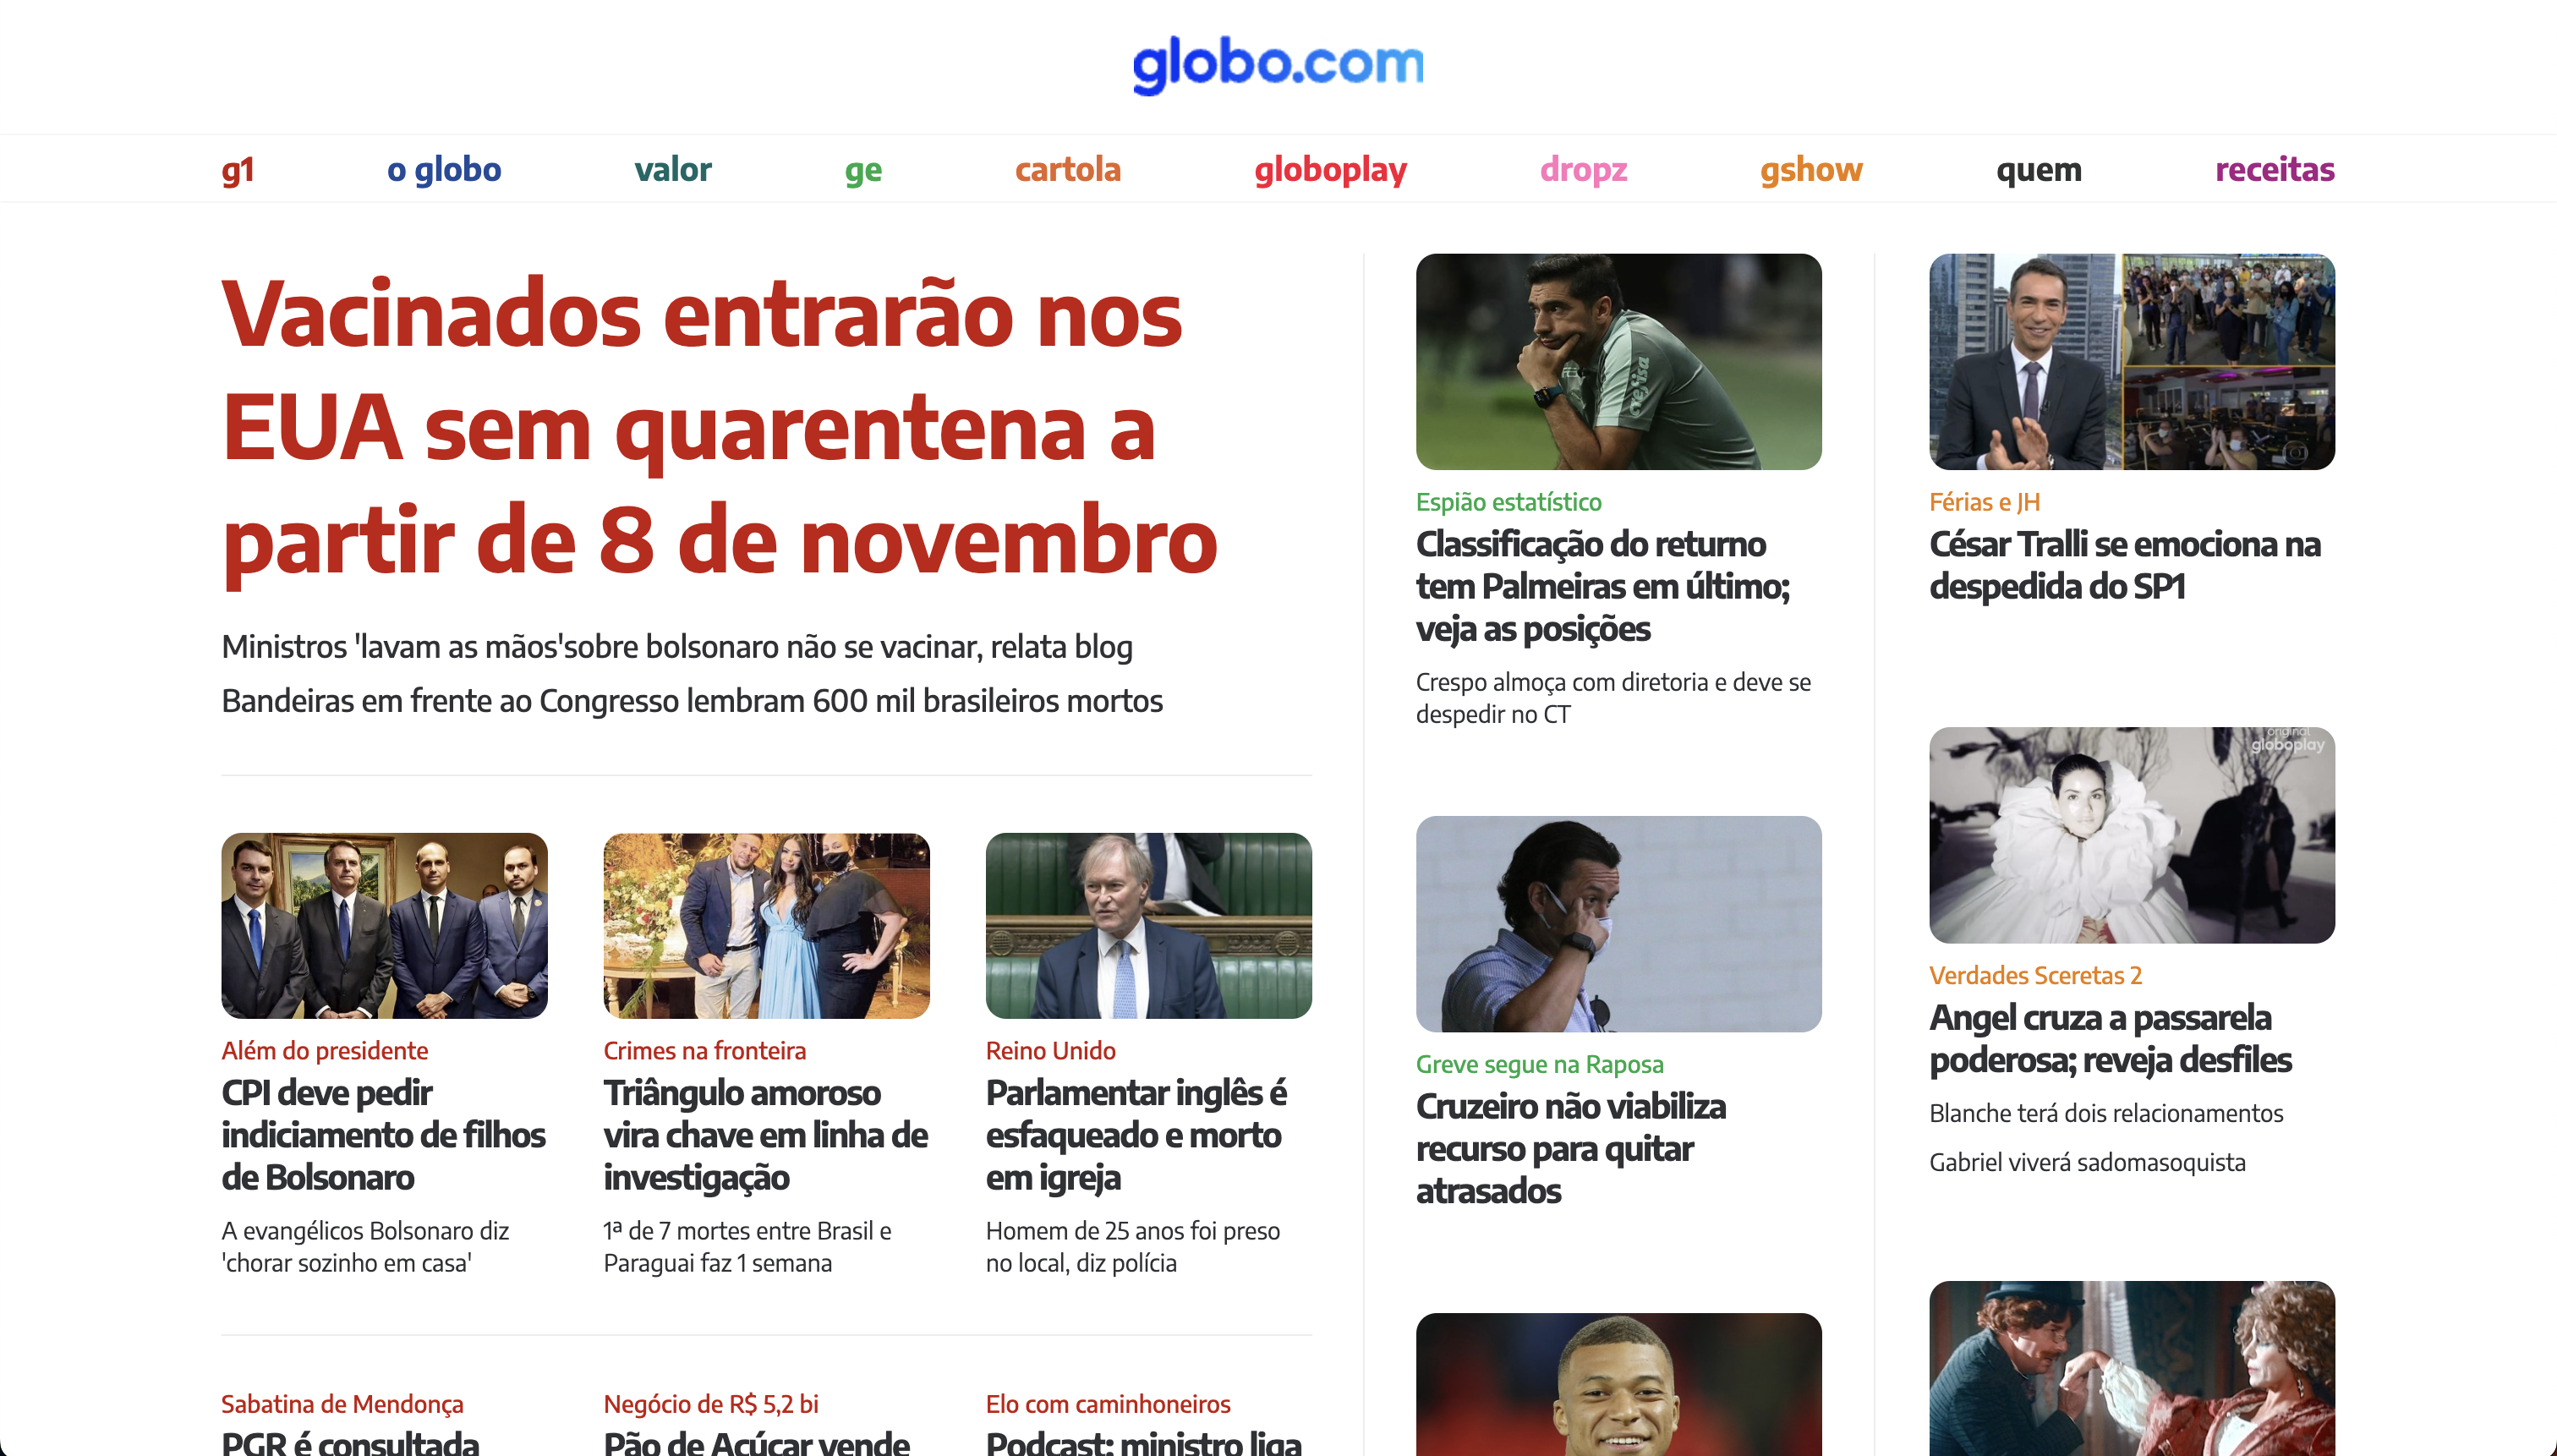 globo.com
g1 o globo valor ge cartola globoplay dropz gshow quem receitas
Vacinados entrarão nos
EUA sem quarentena a
partir de 8 de novembro
Ministros 'lavam as mãos'sobre bolsonaro não se vacinar, relata blog
Bandeiras em frente ao Congresso lembram 600 mil brasileiros mortos
Além do presidente
CPI deve pedir
indiciamento de filhos
de Bolsonaro
A evangélicos Bolsonaro diz
'chorar sozinho em casa'
Crimes na fronteira
Triângulo amoroso
vira chave em linha de
investigação
1ª de 7 mortes entre Brasil e
Paraguai faz 1 semana
Reino Unido
Parlamentar inglês é
esfaqueado e morto
em igreja
Homem de 25 anos foi preso
no local, diz polícia
Sabatina de Mendonça
PGR é consultada
Negócio de R$ 5,2 bi
Pão de Açúcar vende
Elo com caminhoneiros
Podcast: ministro liga
crefisa
Espião estatístico
Classificação do returno
tem Palmeiras em último;
veja as posições
Crespo almoça com diretoria e deve se
despedir no CT
Greve segue na Raposa
Cruzeiro não viabiliza
recurso para quitar
atrasados
Férias e JH
César Tralli se emociona na
despedida do SP1
original
globoplay
Verdades Sceretas 2
Angel cruza a passarela
poderosa; reveja desfiles
Blanche terá dois relacionamentos
Gabriel viverá sadomasoquista